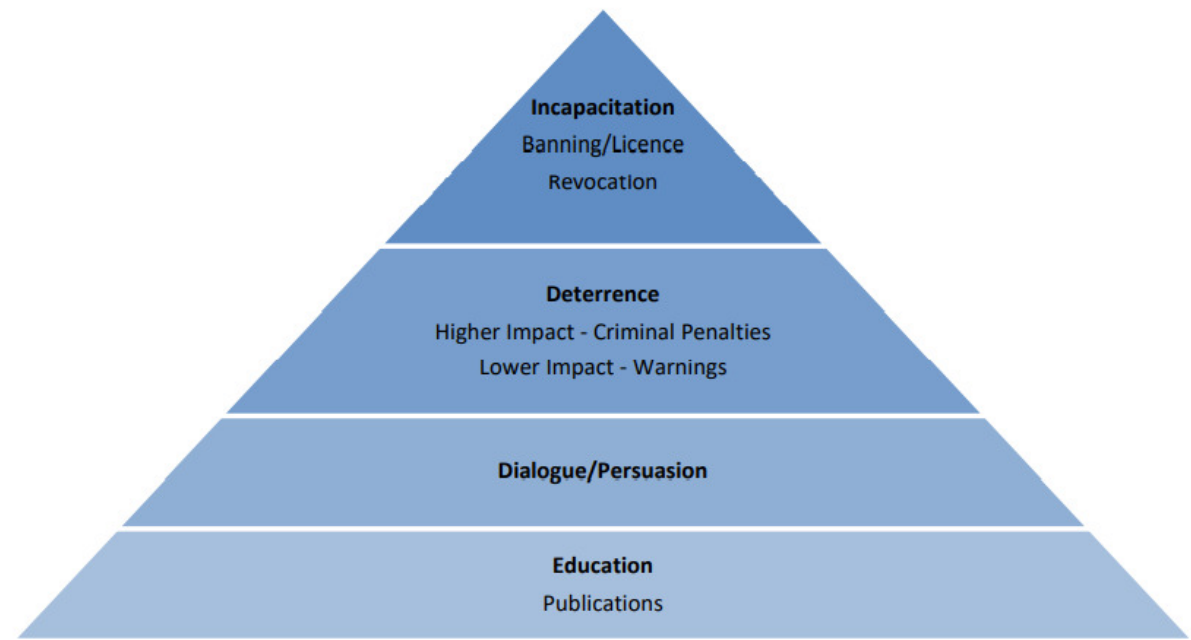 Incapacitation
Banning/Licence
Revocation
Deterrence
Higher Impact - Criminal Penalties
Lower Impact - Warnings
Dialogue/Persuasion
Education
Publications